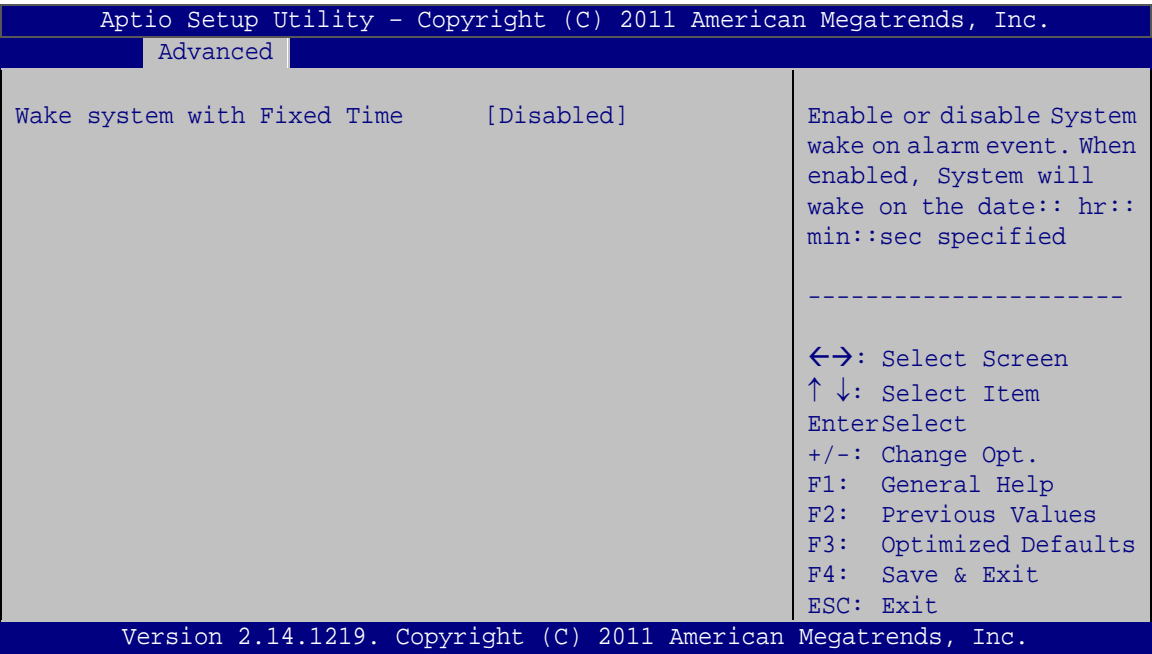 Aptio Setup Utility – Copyright (C) 2011 American Megatrends, Inc.
Advanced
Wake system with Fixed Time [Disabled]
Enable or disable System
wake on alarm event. When
enabled, System will
wake on the date:: hr::
min::sec specified
----------------------
←→: Select Screen
↑ ↓: Select Item
EnterSelect
+/-: Change Opt.
F1: General Help
F2: Previous Values
F3: Optimized Defaults
F4: Save & Exit
ESC: Exit
Version 2.14.1219. Copyright (C) 2011 American Megatrends, Inc.